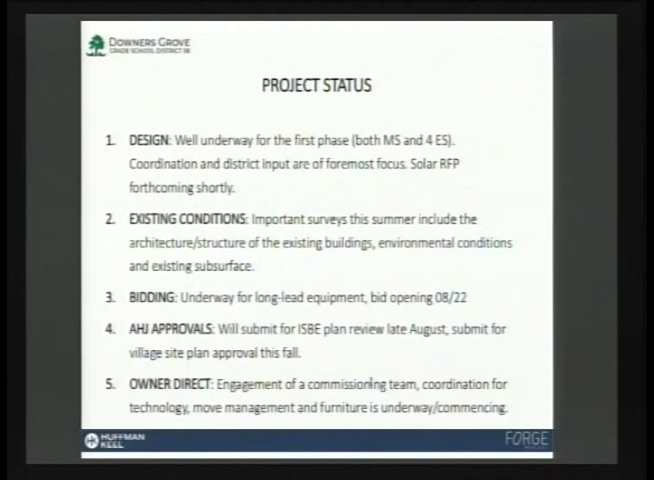 DOWNERS GROVE
GRADE SCHOOL DISTRICT 58
PROJECT STATUS
1. DESIGN: Well underway for the first phase (both MS and 4 ES).
Coordination and district input are of foremost focus. Solar RFP
forthcoming shortly.
2. EXISTING CONDITIONS: Important surveys this summer include the
architecture/structure of the existing buildings, environmental conditions
and existing subsurface.
3. BIDDING: Underway for long-lead equipment, bid opening 08/22
4. AHJ APPROVALS: Will submit for ISBE plan review late August, submit for
village site plan approval this fall.
5. OWNER DIRECT: Engagement of a commissioning team, coordination for
technology, move management and furniture is underway/commencing.
HK HUFFMAN
KEEL
FORGE